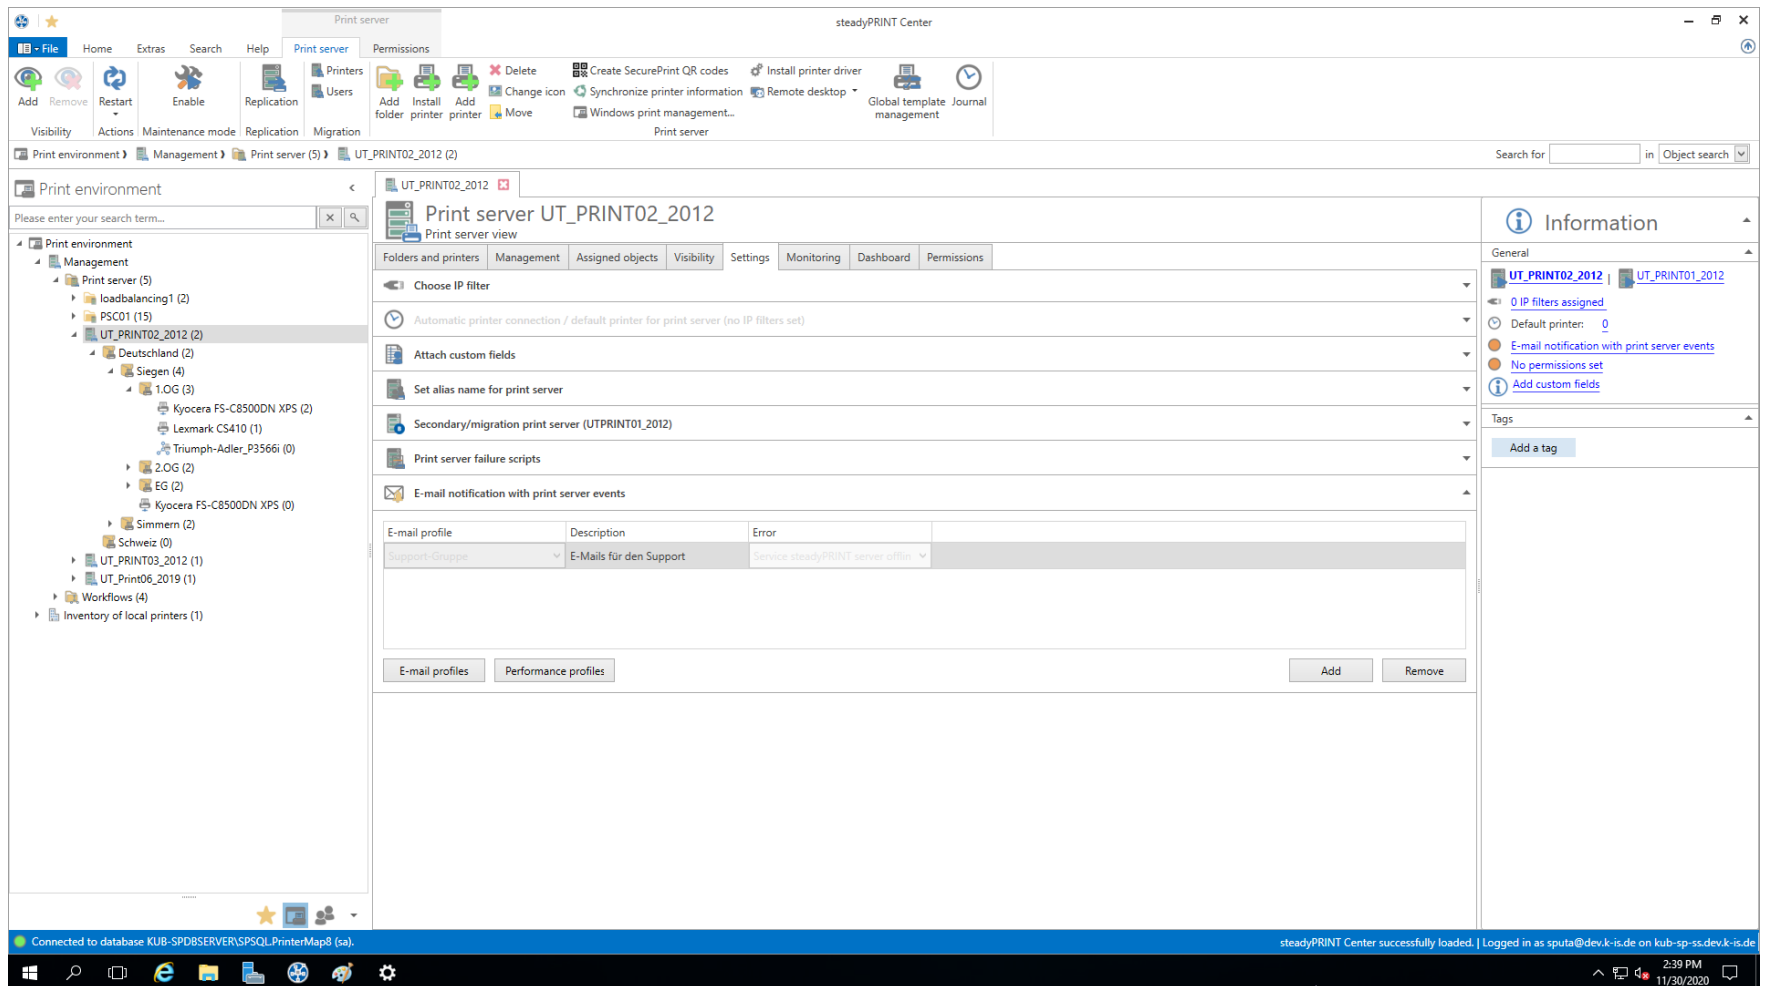 Print server
steadyPRINT Center
File Home Extras Search Help Print server Permissions
Add Remove Restart Enable Replication
Printers
Users
Add folder Install printer Add printer
Delete
Change icon
Move
Create SecurePrint QR codes
Synchronize printer information
Windows print management...
Install printer driver
Remote desktop
Global template management Journal
Visibility Actions Maintenance mode Replication Migration Print server
Print environment Management Print server (5) UT_PRINT02_2012 (2)
Search for in Object search
Print environment
Please enter your search term...
Print environment
Management
Print server (5)
loadbalancing1 (2)
PSC01 (15)
UT_PRINT02_2012 (2)
Deutschland (2)
Siegen (4)
1.OG (3)
Kyocera FS-C8500DN XPS (2)
Lexmark CS410 (1)
Triumph-Adler_P3566i (0)
2.OG (2)
EG (2)
Kyocera FS-C8500DN XPS (0)
Simmern (2)
Schweiz (0)
UT_PRINT03_2012 (1)
UT_Print06_2019 (1)
Workflows (4)
Inventory of local printers (1)
UT_PRINT02_2012
Print server UT_PRINT02_2012
Print server view
Folders and printers Management Assigned objects Visibility Settings Monitoring Dashboard Permissions
Choose IP filter
Automatic printer connection / default printer for print server (no IP filters set)
Attach custom fields
Set alias name for print server
Secondary/migration print server (UTPRINT01_2012)
Print server failure scripts
E-mail notification with print server events
E-mail profile Description Error
Support-Gruppe E-Mails für den Support Service steadyPRINT server offlin
E-mail profiles Performance profiles Add Remove
Information
General
UT_PRINT02_2012 | UT_PRINT01_2012
0 IP filters assigned
Default printer: 0
E-mail notification with print server events
No permissions set
Add custom fields
Tags
Add a tag
Connected to database KUB-SPDBSERVER\SPSQL.PrinterMap8 (sa).
steadyPRINT Center successfully loaded. | Logged in as sputa@dev.k-is.de on kub-sp-ss.dev.k-is.de
2:39 PM
11/30/2020